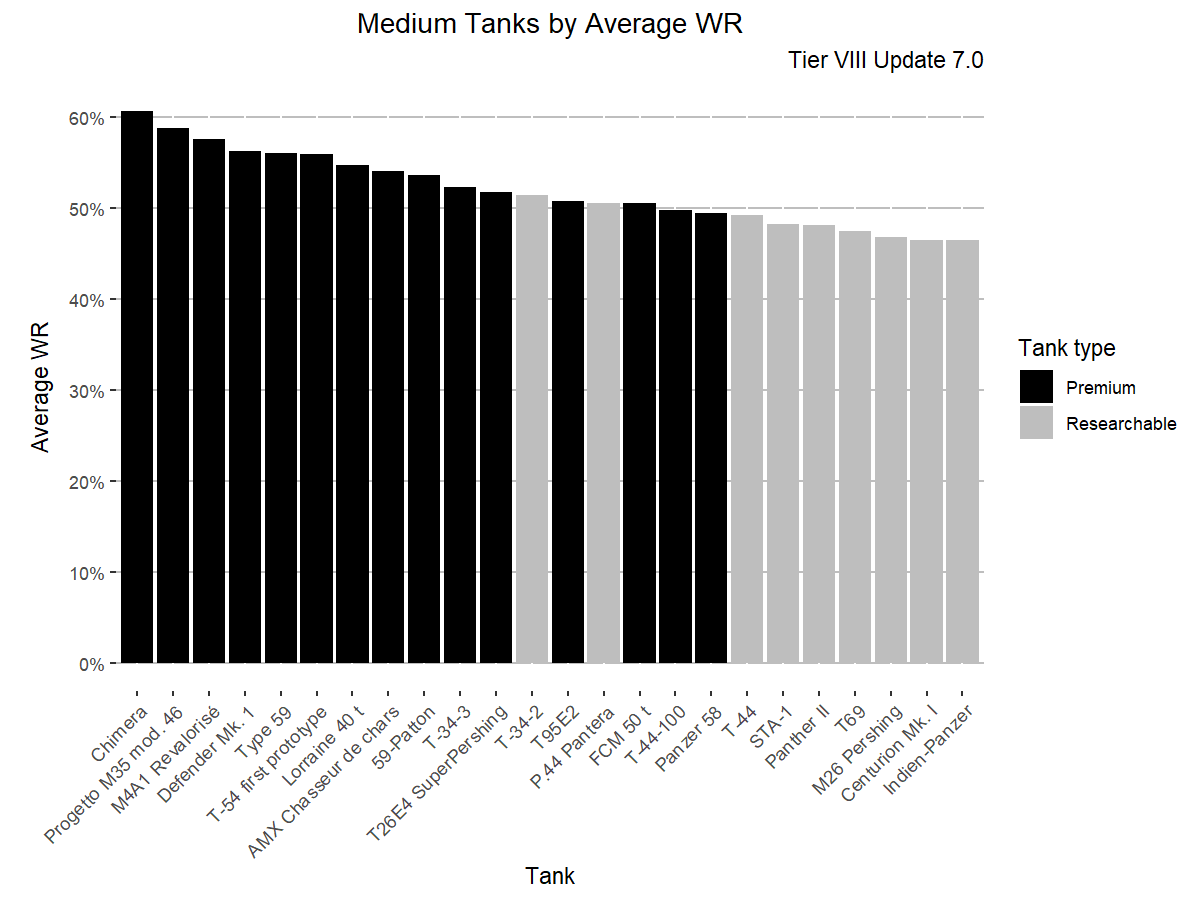 Medium Tanks by Average WR
Tier VIII Update 7.0
60%
50%
40%
30%
20%
10%
0%
Average WR
Chimera
Progetto M35 mod. 46
M4A1 Revalorisé
Defender Mk. 1
Type 59
T-54 first prototype
Lorraine 40 t
AMX Chasseur de chars
59-Patton
T-34-3
T26E4 SuperPershing
T-34-2
T95E2
P.44 Pantera
FCM 50 t
T-44-100
Panzer 58
T-44
STA-1
Panther II
T69
M26 Pershing
Centurion Mk. I
Indien-Panzer
Tank
Tank type
Premium
Researchable